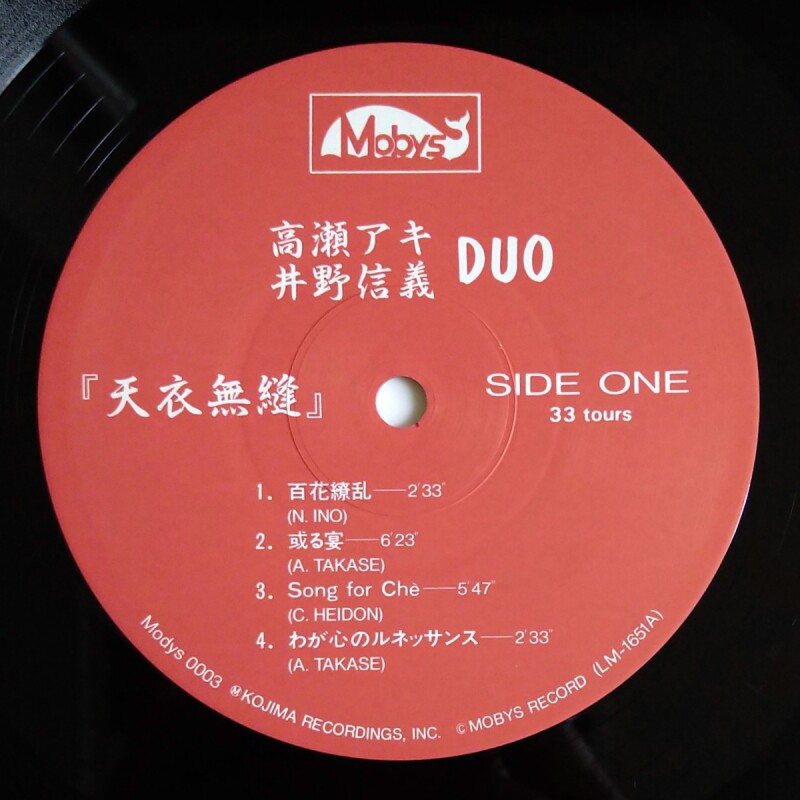 Mobys
高瀬アキ
井野信義 DUO
『天衣無縫』
SIDE ONE
33 tours
1. 百花繚乱——2'33"
(N. INO)
2. 或る宴——6'23"
(A. TAKASE)
3. Song for Chè——5'47"
(C. HEIDON)
4. わが心のルネッサンス——2'33"
(A. TAKASE)
Modys 0003 ⓂKOJIMA RECORDINGS, INC. ©MOBYS RECORD (LM-1651A)